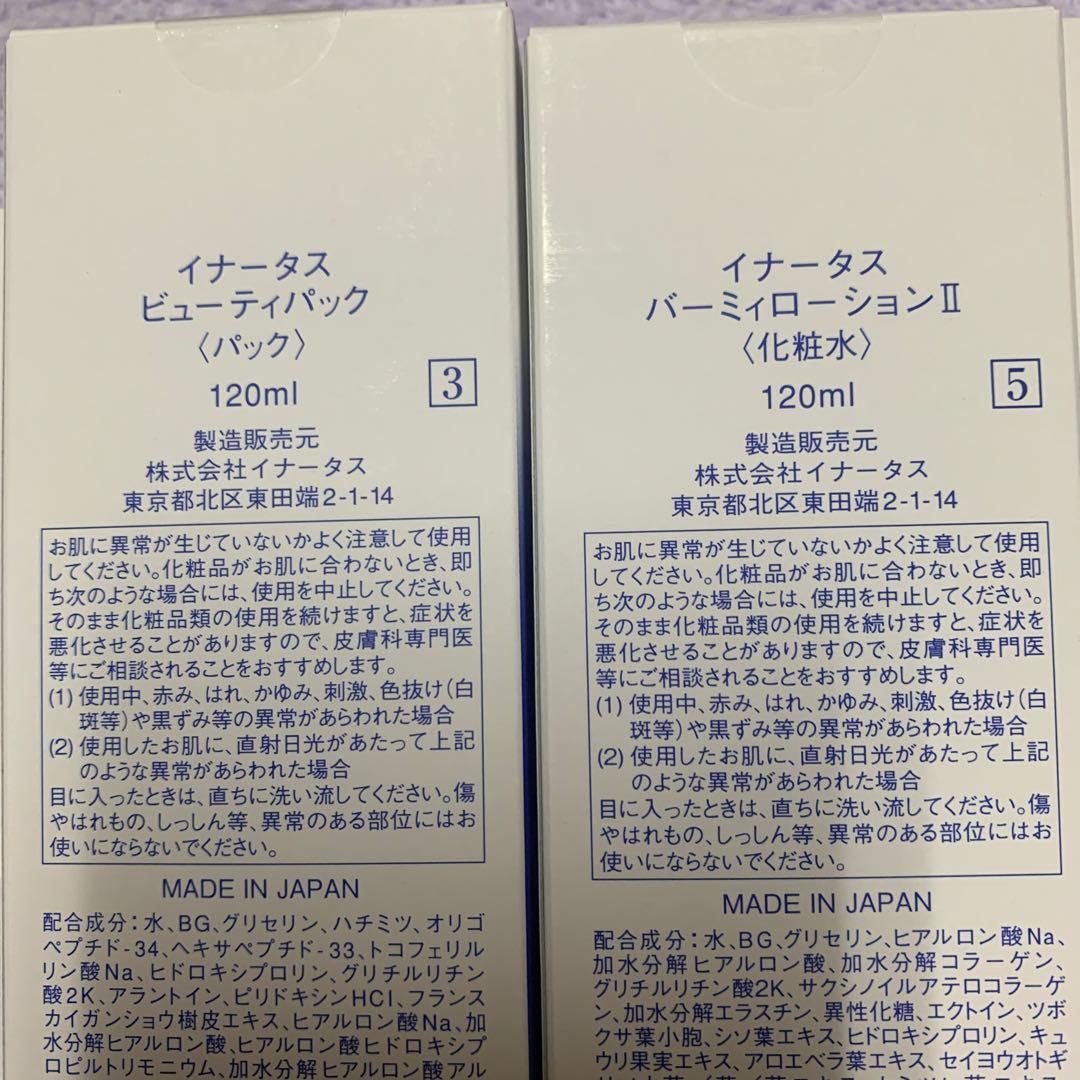 イナータス
ビューティパック
〈パック〉
120ml
3
製造販売元
株式会社イナータス
東京都北区東田端2-1-14
お肌に異常が生じていないかよく注意して使用
してください。化粧品がお肌に合わないとき、即
ち次のような場合には、使用を中止してください。
そのまま化粧品類の使用を続けますと、症状を
悪化させることがありますので、皮膚科専門医
等にご相談されることをおすすめします。
(1) 使用中、赤み、はれ、かゆみ、刺激、色抜け(白
斑等)や黒ずみ等の異常があらわれた場合
(2) 使用したお肌に、直射日光があたって上記
のような異常があらわれた場合
目に入ったときは、直ちに洗い流してください。傷
やはれもの、しっしん等、異常のある部位にはお
使いにならないでください。
MADE IN JAPAN
配合成分：水、BG、グリセリン、ハチミツ、オリゴ
ペプチド-34、ヘキサペプチド-33、トコフェリル
リン酸Na、ヒドロキシプロリン、グリチルリチン
酸2K、アラントイン、ピリドキシンHCl、フランス
カイガンショウ樹皮エキス、ヒアルロン酸Na、加
水分解ヒアルロン酸、ヒアルロン酸ヒドロキシプ
ロピルトリモニウム、加水分解ヒアルロン酸アル
イナータス
バーミィローションⅡ
〈化粧水〉
120ml
5
製造販売元
株式会社イナータス
東京都北区東田端2-1-14
お肌に異常が生じていないかよく注意して使用
してください。化粧品がお肌に合わないとき、即
ち次のような場合には、使用を中止してください。
そのまま化粧品類の使用を続けますと、症状を
悪化させることがありますので、皮膚科専門医
等にご相談されることをおすすめします。
(1) 使用中、赤み、はれ、かゆみ、刺激、色抜け(白
斑等)や黒ずみ等の異常があらわれた場合
(2) 使用したお肌に、直射日光があたって上記
のような異常があらわれた場合
目に入ったときは、直ちに洗い流してください。傷
やはれもの、しっしん等、異常のある部位にはお
使いにならないでください。
MADE IN JAPAN
配合成分：水、BG、グリセリン、ヒアルロン酸Na、
加水分解ヒアルロン酸、加水分解コラーゲン、
グリチルリチン酸2K、サクシノイルアテロコラーゲ
ン、加水分解エラスチン、異性化糖、エクトイン、ツボ
クサ葉小胞、シソ葉エキス、ヒドロキシプロリン、キュ
ウリ果実エキス、アロエベラ葉エキス、セイヨウオトギ